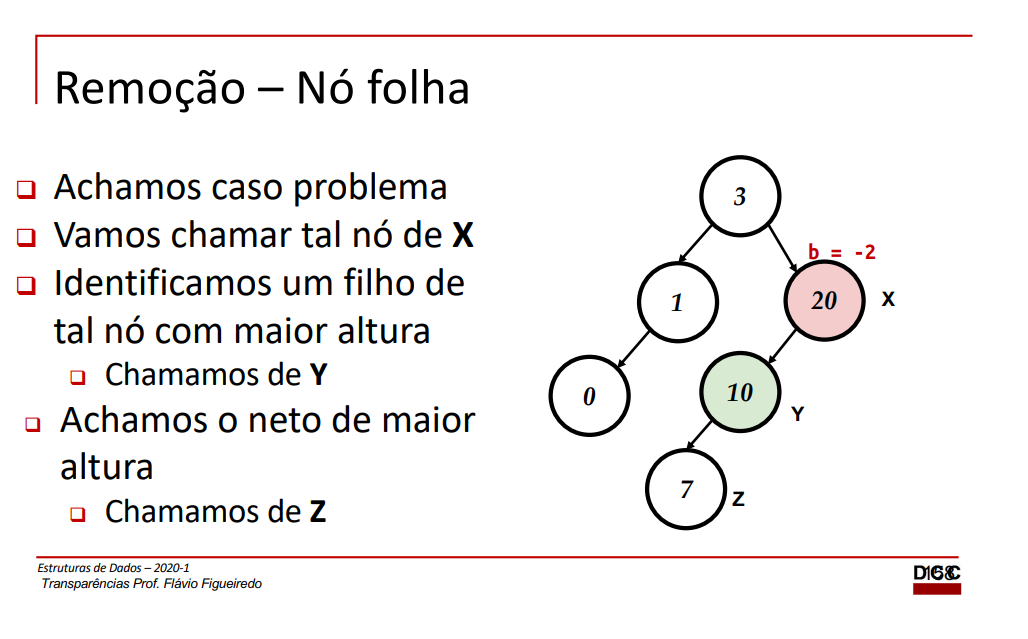 Remoção – Nó folha
Achamos caso problema
Vamos chamar tal nó de X
Identificamos um filho de
tal nó com maior altura
Chamamos de Y
Achamos o neto de maior
altura
Chamamos de Z
3
b = -2
1
20
X
0
10
Y
7
Z
Estruturas de Dados – 2020-1
Transparências Prof. Flávio Figueiredo
DCC